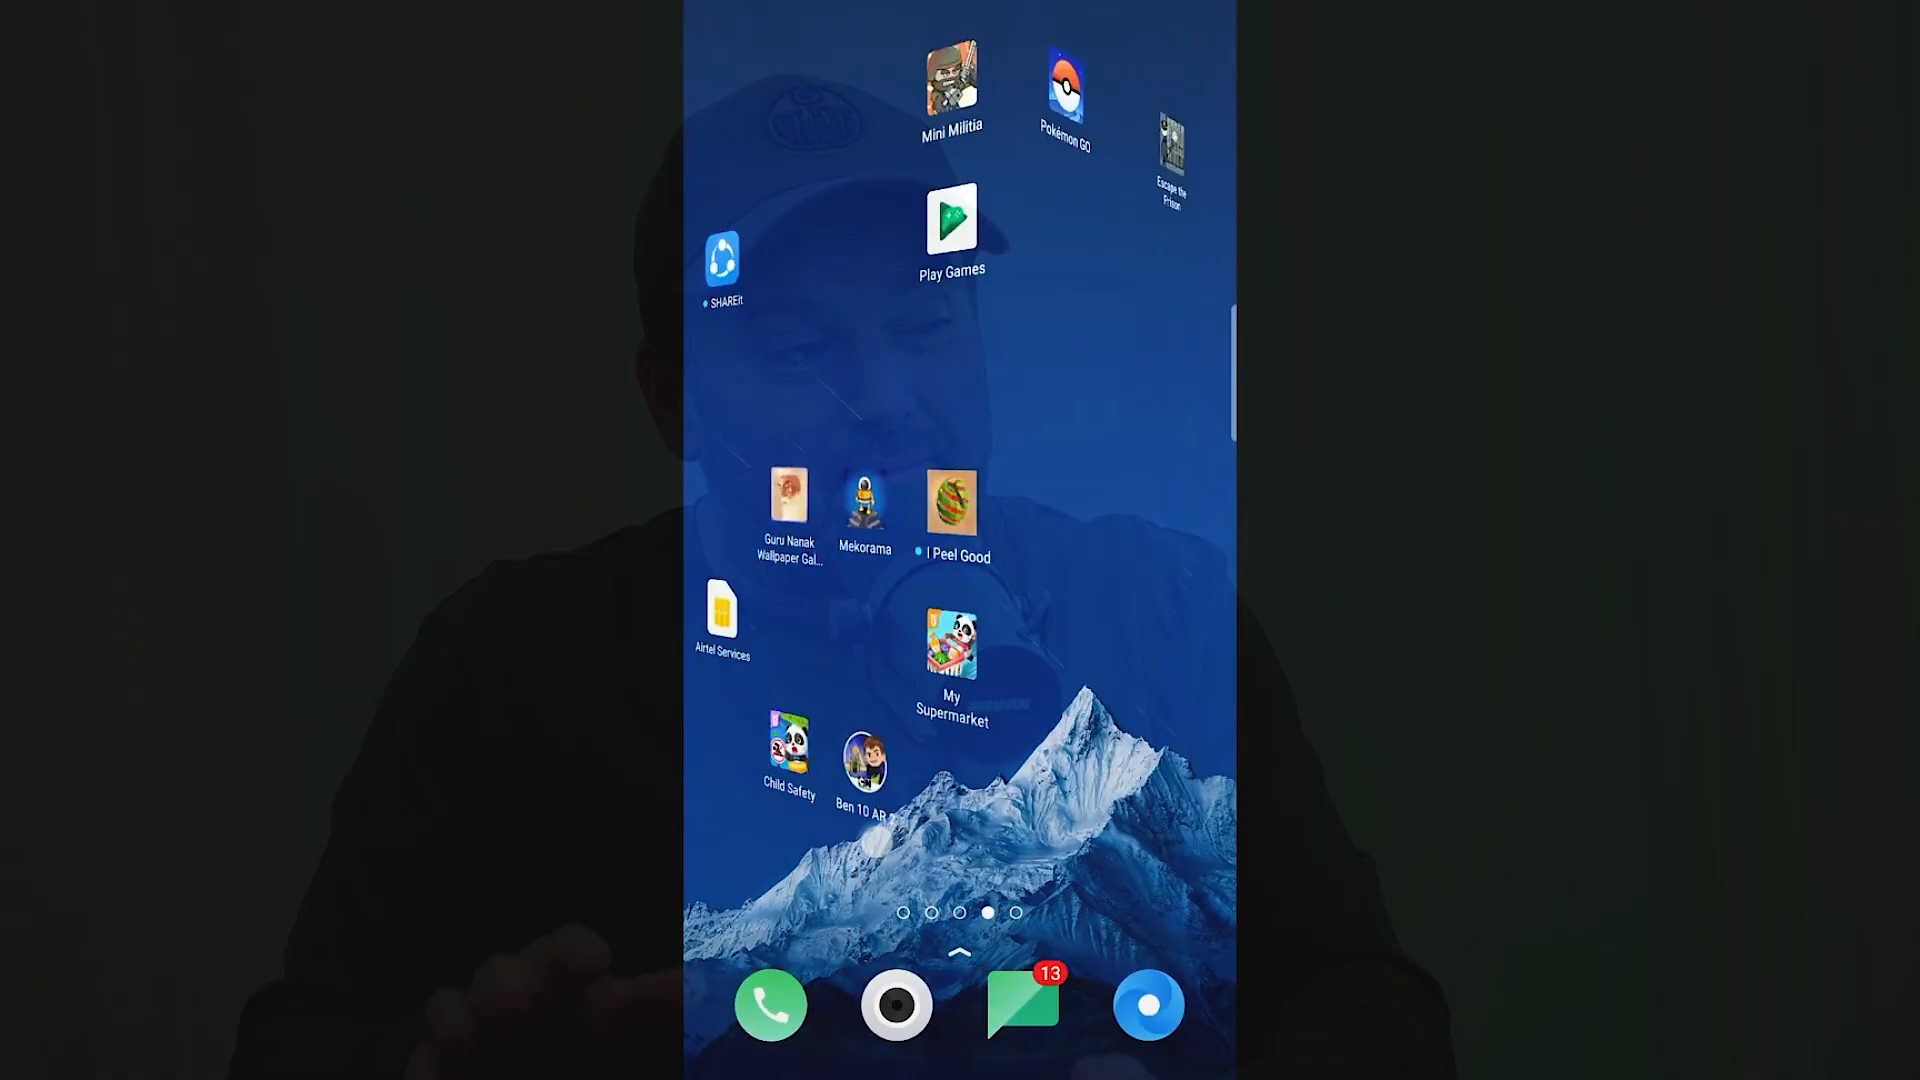 Mini Militia
Pokémon GO
Escape the
Prison
Play Games
SHAREit
Guru Nanak
Wallpaper Gal...
Mekorama
I Peel Good
Airtel Services
My
Supermarket
Child Safety
Ben 10 AR 2
13